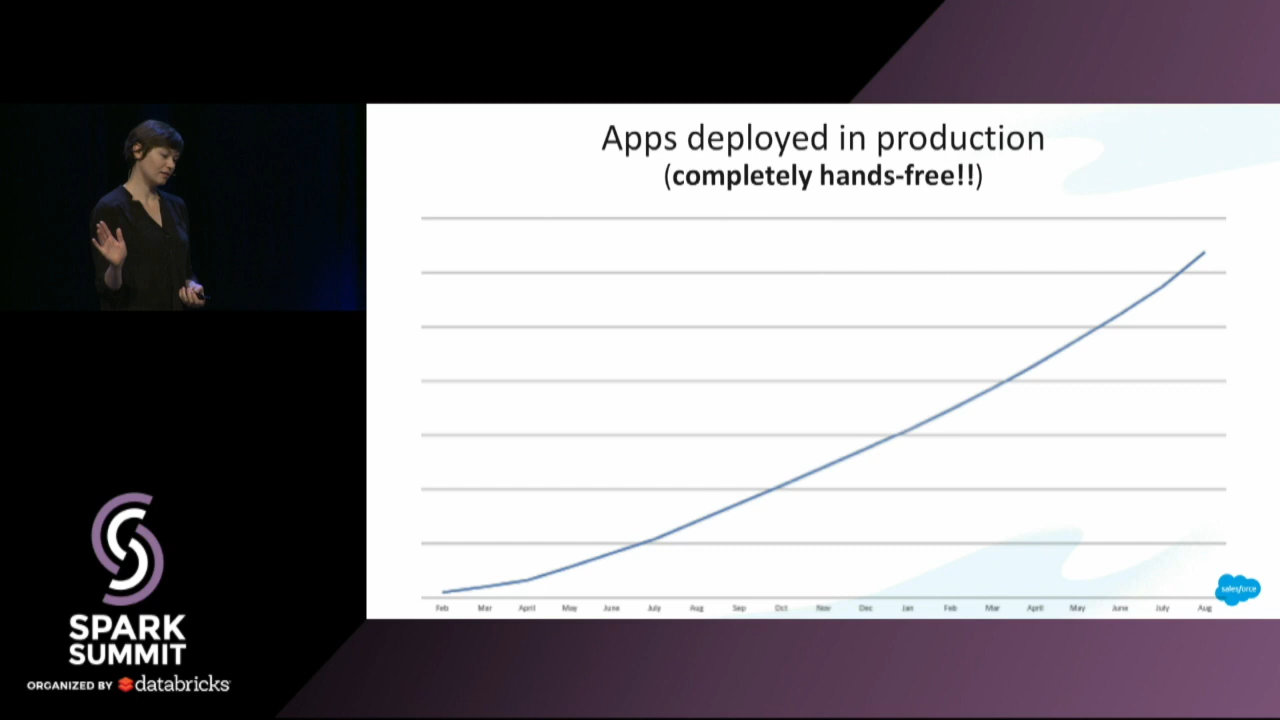 Apps deployed in production
(completely hands-free!!)
Feb Mar April May June July Aug Sep Oct Nov Dec Jan Feb Mar April May June July Aug
salesforce
SPARK
SUMMIT
ORGANIZED BY databricks